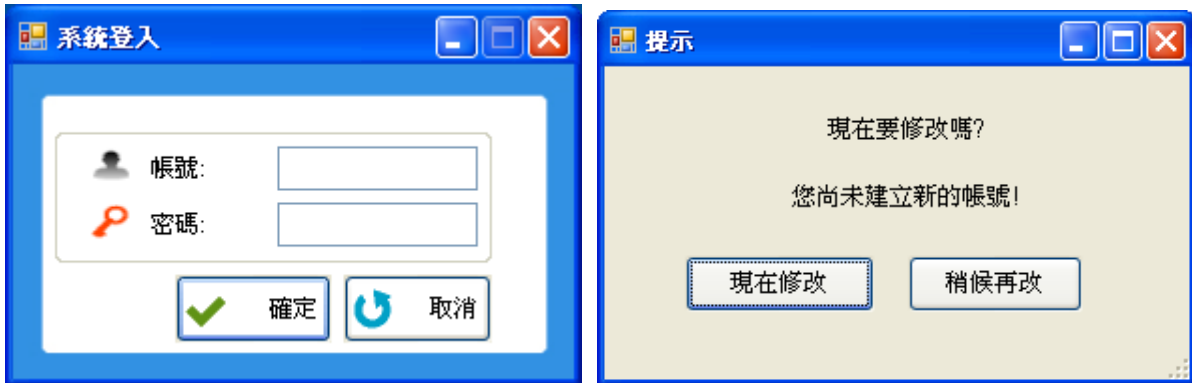 系統登入
帳號:
密碼:
確定
取消
提示
現在要修改嗎?
您尚未建立新的帳號!
現在修改
稍候再改